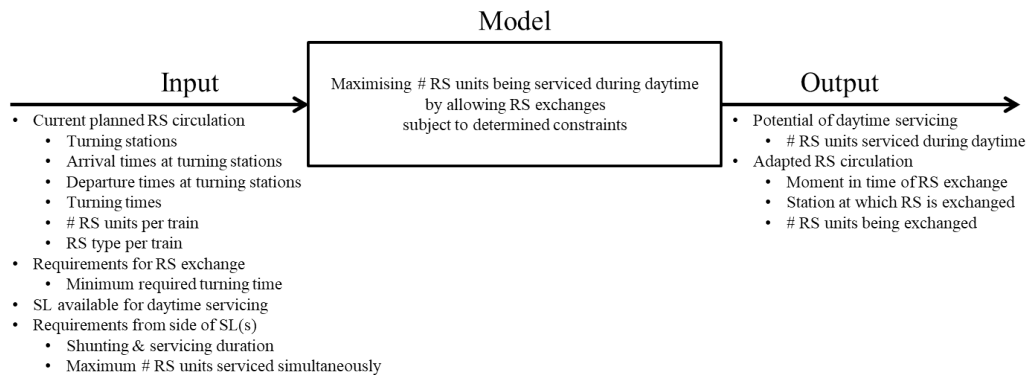 Model
Input
Maximising # RS units being serviced during daytime
by allowing RS exchanges
subject to determined constraints
Output
• Current planned RS circulation
• Turning stations
• Arrival times at turning stations
• Departure times at turning stations
• Turning times
• # RS units per train
• RS type per train
• Requirements for RS exchange
• Minimum required turning time
• SL available for daytime servicing
• Requirements from side of SL(s)
• Shunting & servicing duration
• Maximum # RS units serviced simultaneously
• Potential of daytime servicing
• # RS units serviced during daytime
• Adapted RS circulation
• Moment in time of RS exchange
• Station at which RS is exchanged
• # RS units being exchanged